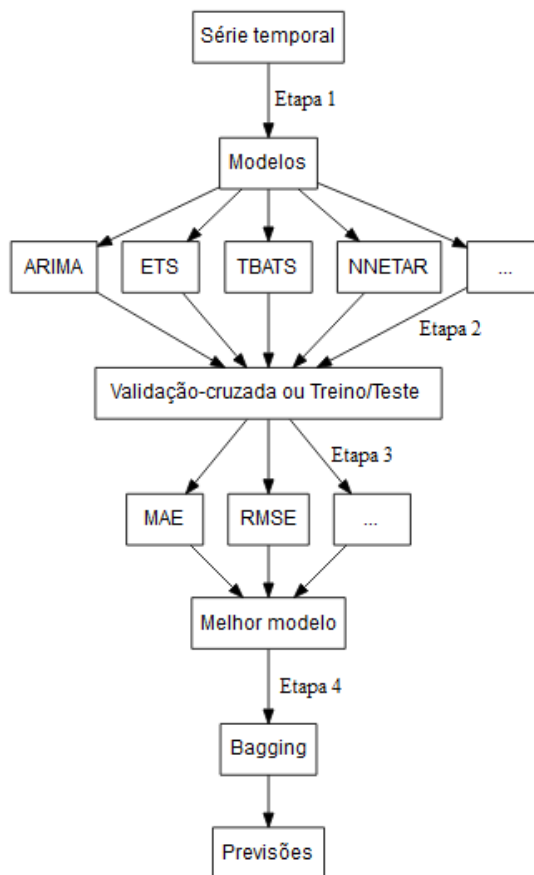 Série temporal
Etapa 1
Modelos
ARIMA
ETS
TBATS
NNETAR
...
Etapa 2
Validação-cruzada ou Treino/Teste
Etapa 3
MAE
RMSE
...
Melhor modelo
Etapa 4
Bagging
Previsões